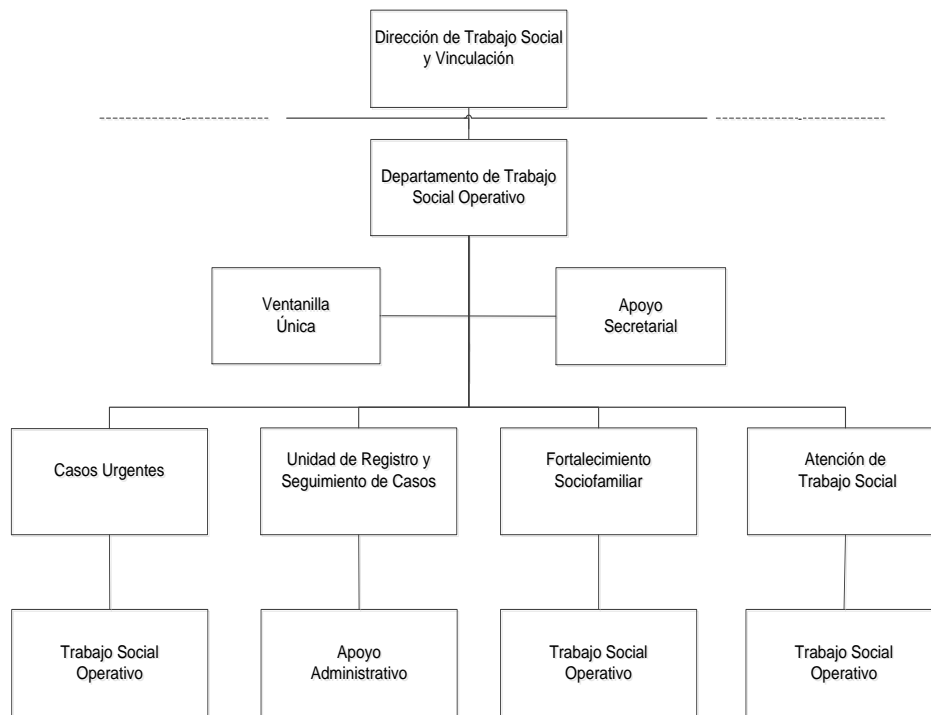 Dirección de Trabajo Social
y Vinculación
Departamento de Trabajo
Social Operativo
Ventanilla
Única
Apoyo
Secretarial
Casos Urgentes
Unidad de Registro y
Seguimiento de Casos
Fortalecimiento
Sociofamiliar
Atención de
Trabajo Social
Trabajo Social
Operativo
Apoyo
Administrativo
Trabajo Social
Operativo
Trabajo Social
Operativo